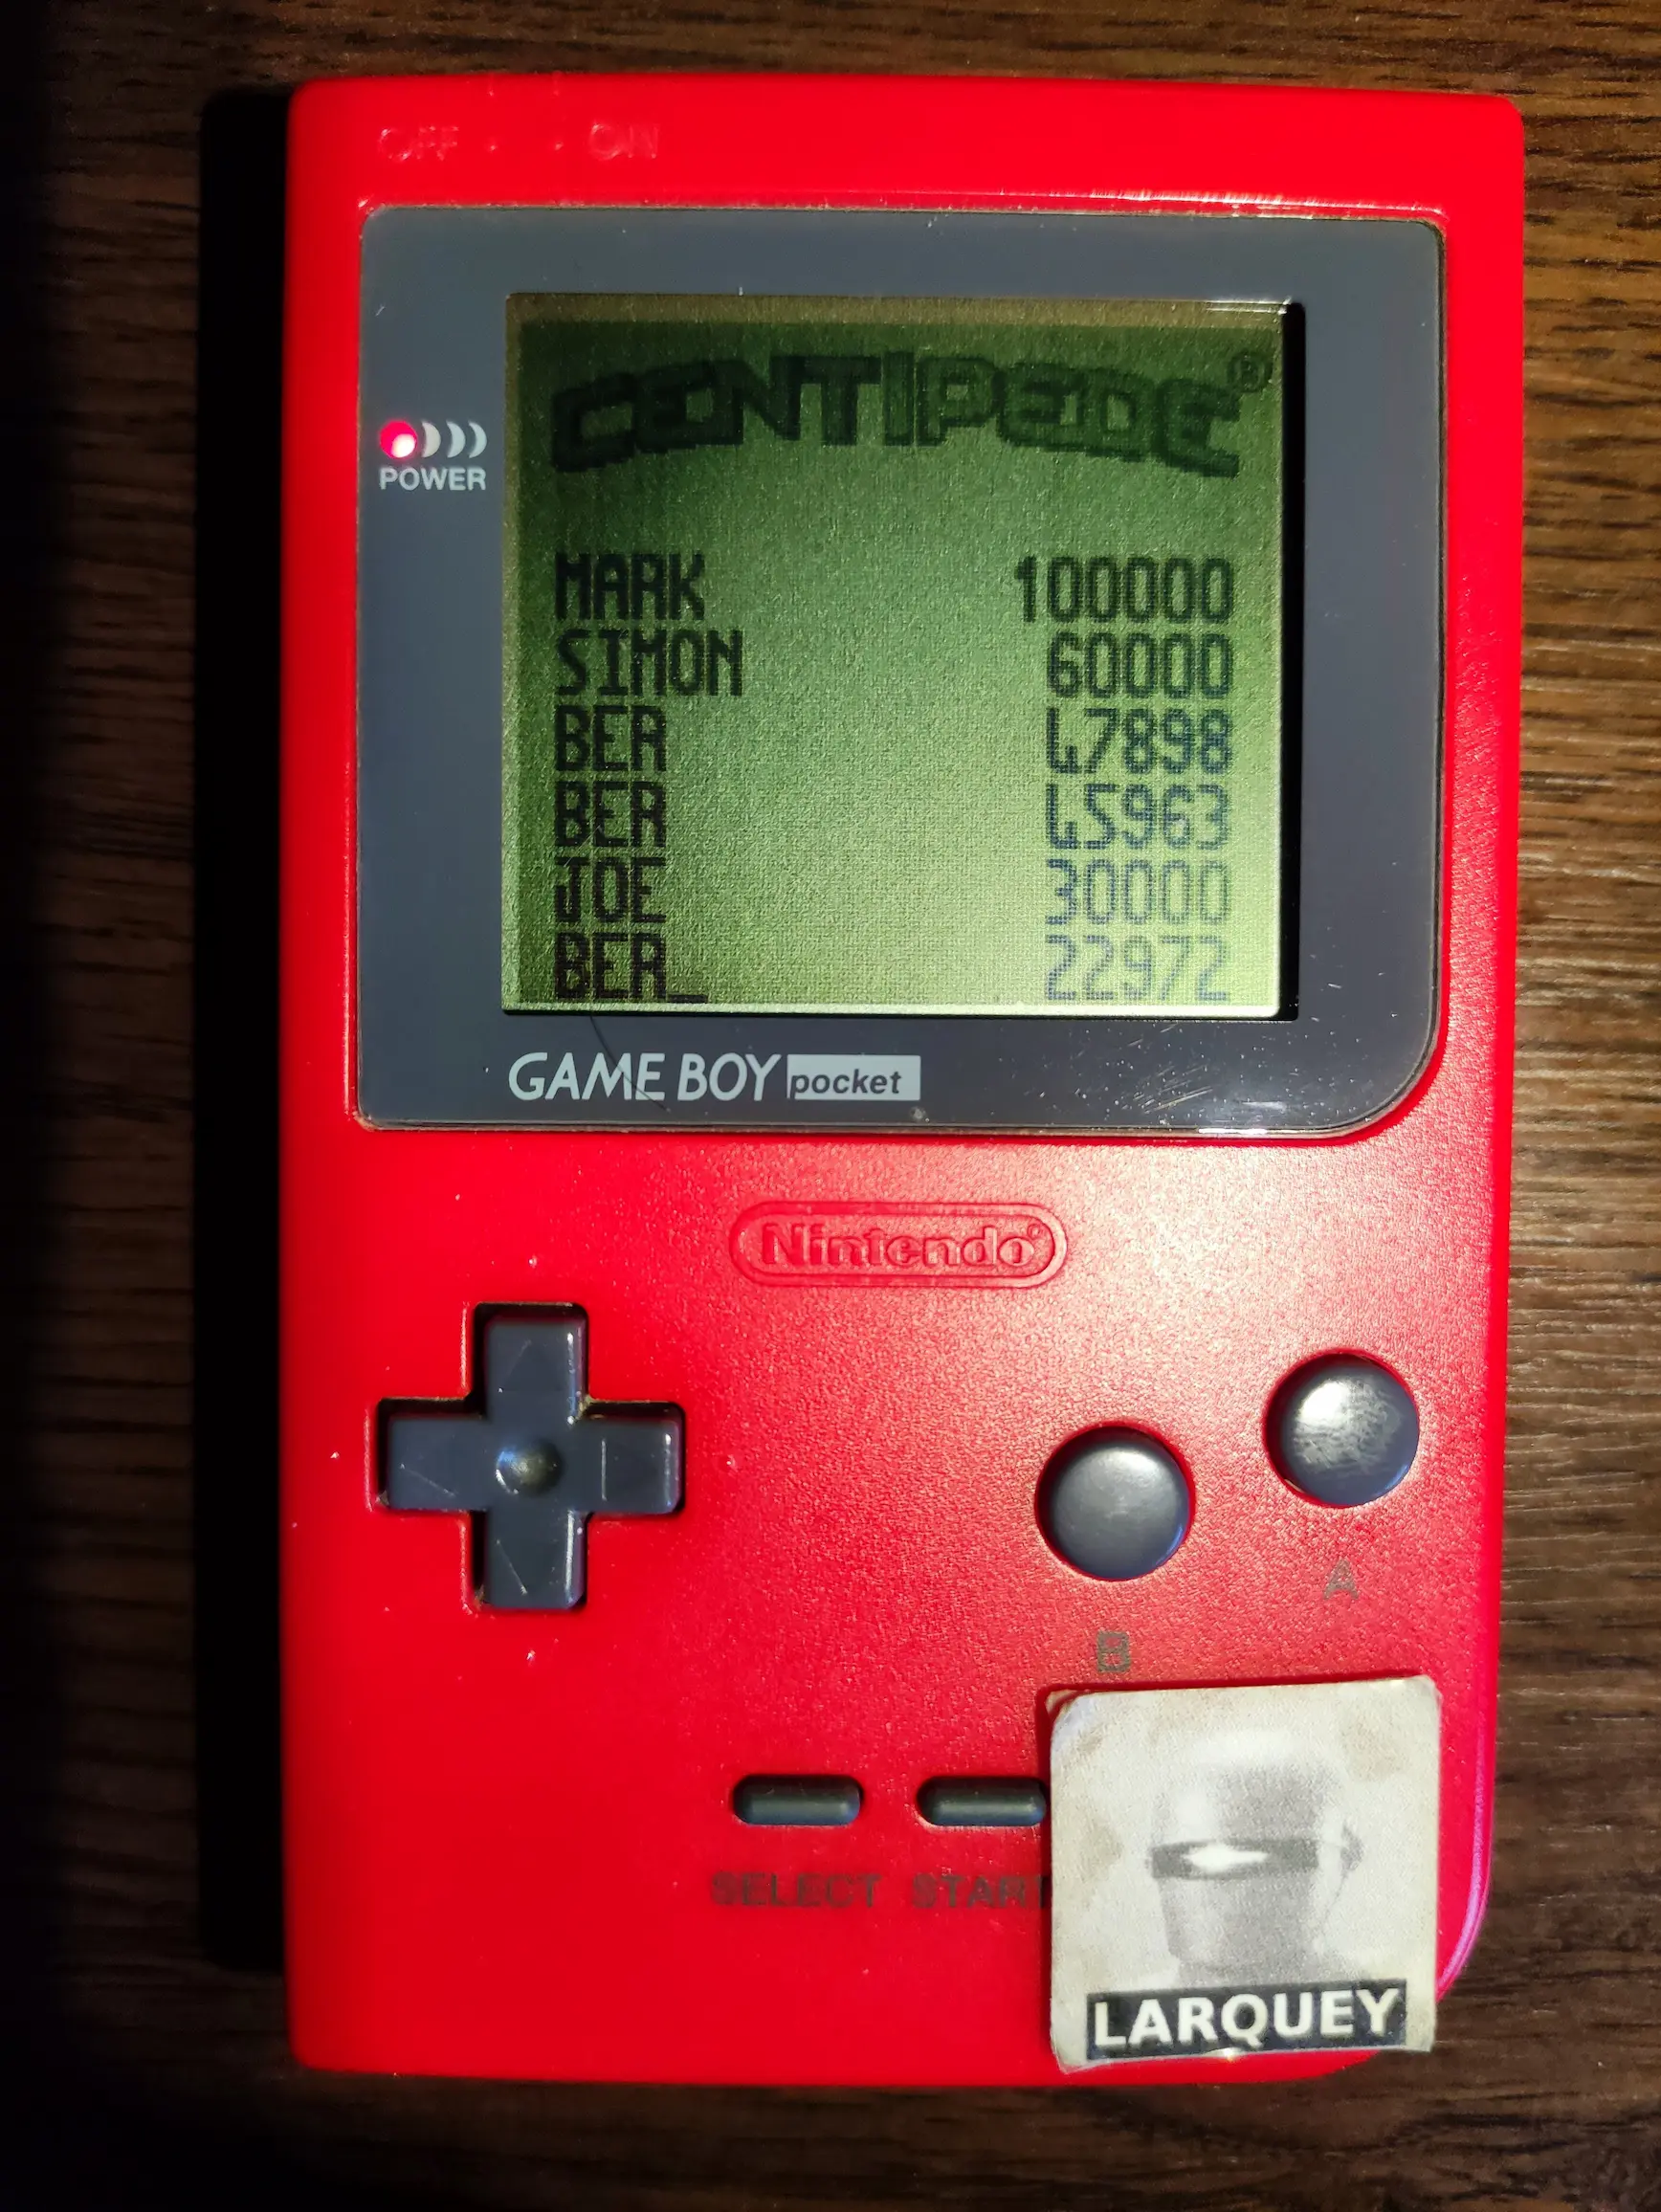 OFF ON
CENTIPEDE®
POWER
MARK 100000
SIMON 60000
BER 47898
BER 45963
JOE 30000
BER_ 22972
GAME BOY pocket
Nintendo®
A
B
SELECT START
LARQUEY